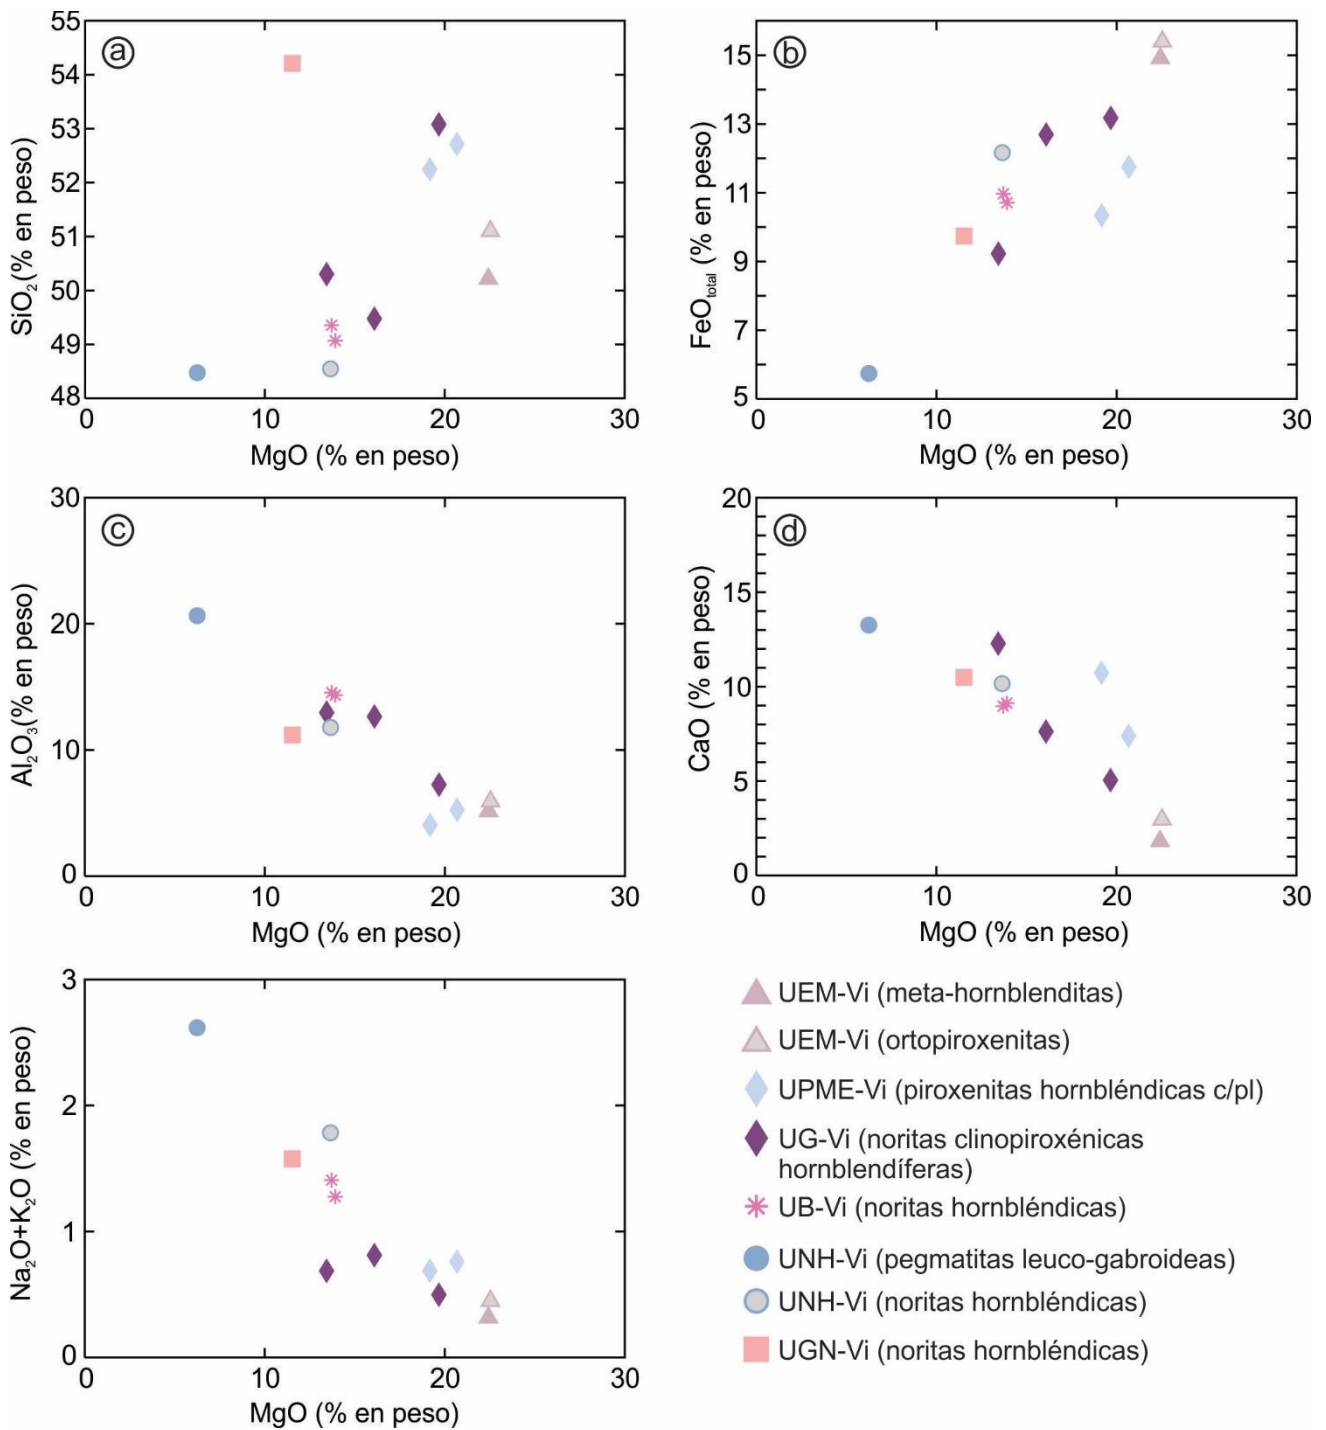 a
SiO₂(% en peso)
55
54
53
52
51
50
49
48
0 10 20 30
MgO (% en peso)
b
FeOtotal (% en peso)
15
13
11
9
7
5
0 10 20 30
MgO (% en peso)
c
Al₂O₃(% en peso)
30
20
10
0
0 10 20 30
MgO (% en peso)
d
CaO (% en peso)
20
15
10
5
0
0 10 20 30
MgO (% en peso)
Na₂O+K₂O (% en peso)
3
2
1
0
0 10 20 30
MgO (% en peso)
UEM-Vi (meta-hornblenditas)
UEM-Vi (ortopiroxenitas)
UPME-Vi (piroxenitas hornbléndicas c/pl)
UG-Vi (noritas clinopiroxénicas
hornblendíferas)
UB-Vi (noritas hornbléndicas)
UNH-Vi (pegmatitas leuco-gabroideas)
UNH-Vi (noritas hornbléndicas)
UGN-Vi (noritas hornbléndicas)